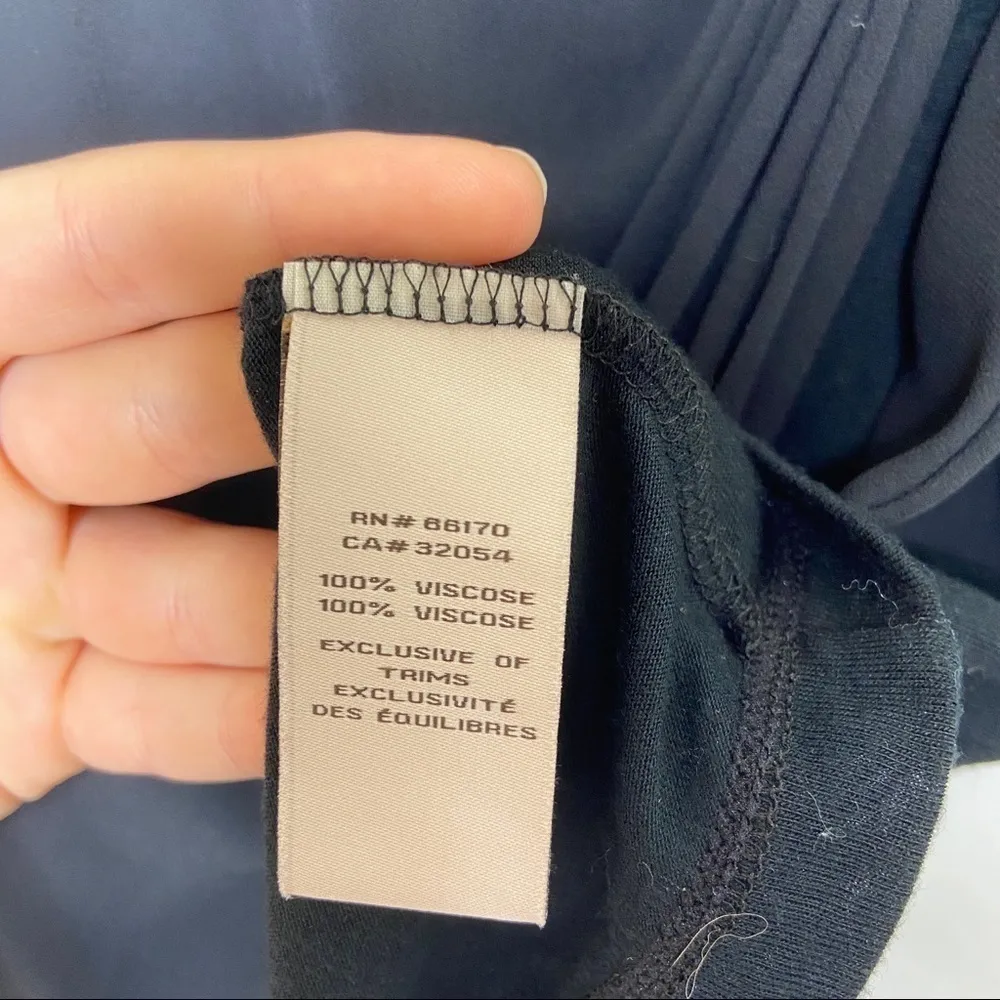 RN# 66170
CA# 32054
100% VISCOSE
100% VISCOSE
EXCLUSIVE OF
TRIMS
EXCLUSIVITÉ
DES ÉQUILIBRES